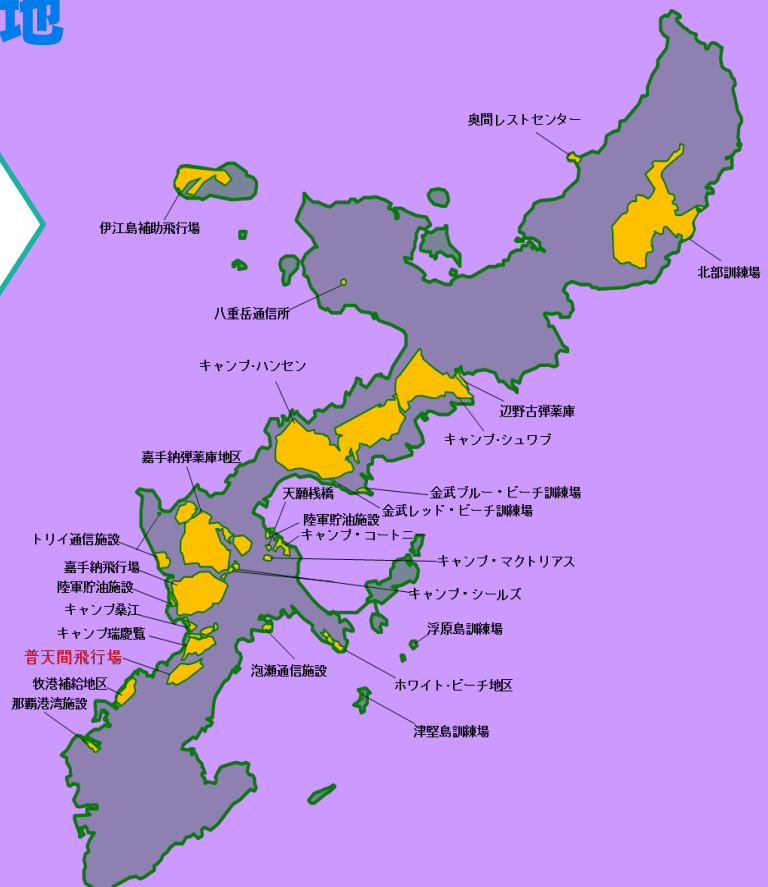 地
奥間レストセンター
伊江島補助飛行場
北部訓練場
八重岳通信所
キャンプ・ハンセン
辺野古弾薬庫
キャンプ・シュワブ
嘉手納弾薬庫地区
天願桟橋
金武ブルー・ビーチ訓練場
金武レッド・ビーチ訓練場
陸軍貯油施設
キャンプ・コートニー
トリイ通信施設
キャンプ・マクトリアス
嘉手納飛行場
陸軍貯油施設
キャンプ・シールズ
キャンプ桑江
キャンプ瑞慶覧
浮原島訓練場
普天間飛行場
泡瀬通信施設
牧港補給地区
ホワイト・ビーチ地区
那覇港湾施設
津堅島訓練場